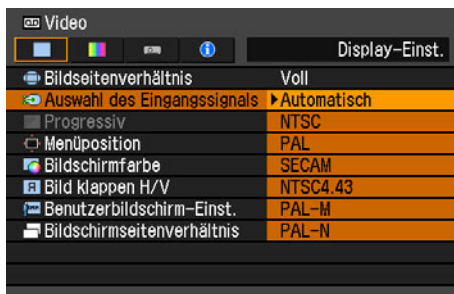 Video
Display-Einst.
Bildseitenverhältnis Voll
Auswahl des Eingangssignals Automatisch
Progressiv NTSC
Menüposition PAL
Bildschirmfarbe SECAM
Bild klappen H/V NTSC4.43
Benutzerbildschirm-Einst. PAL-M
Bildschirmseitenverhältnis PAL-N